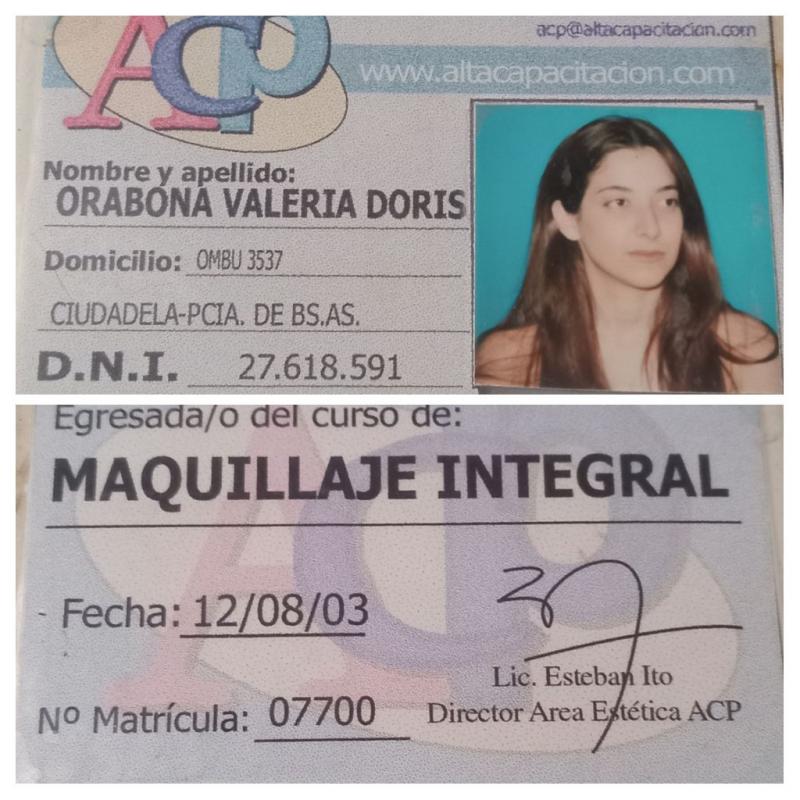 ACP
acp@altacapacitacion.com
www.altacapacitacion.com
Nombre y apellido:
ORABONA VALERIA DORIS
Domicilio: OMBU 3537
CIUDADELA-PCIA. DE BS.AS.
D.N.I. 27.618.591
Egresada/o del curso de:
MAQUILLAJE INTEGRAL
- Fecha: 12/08/03
Lic. Esteban Ito
Nº Matrícula: 07700
Director Area Estética ACP